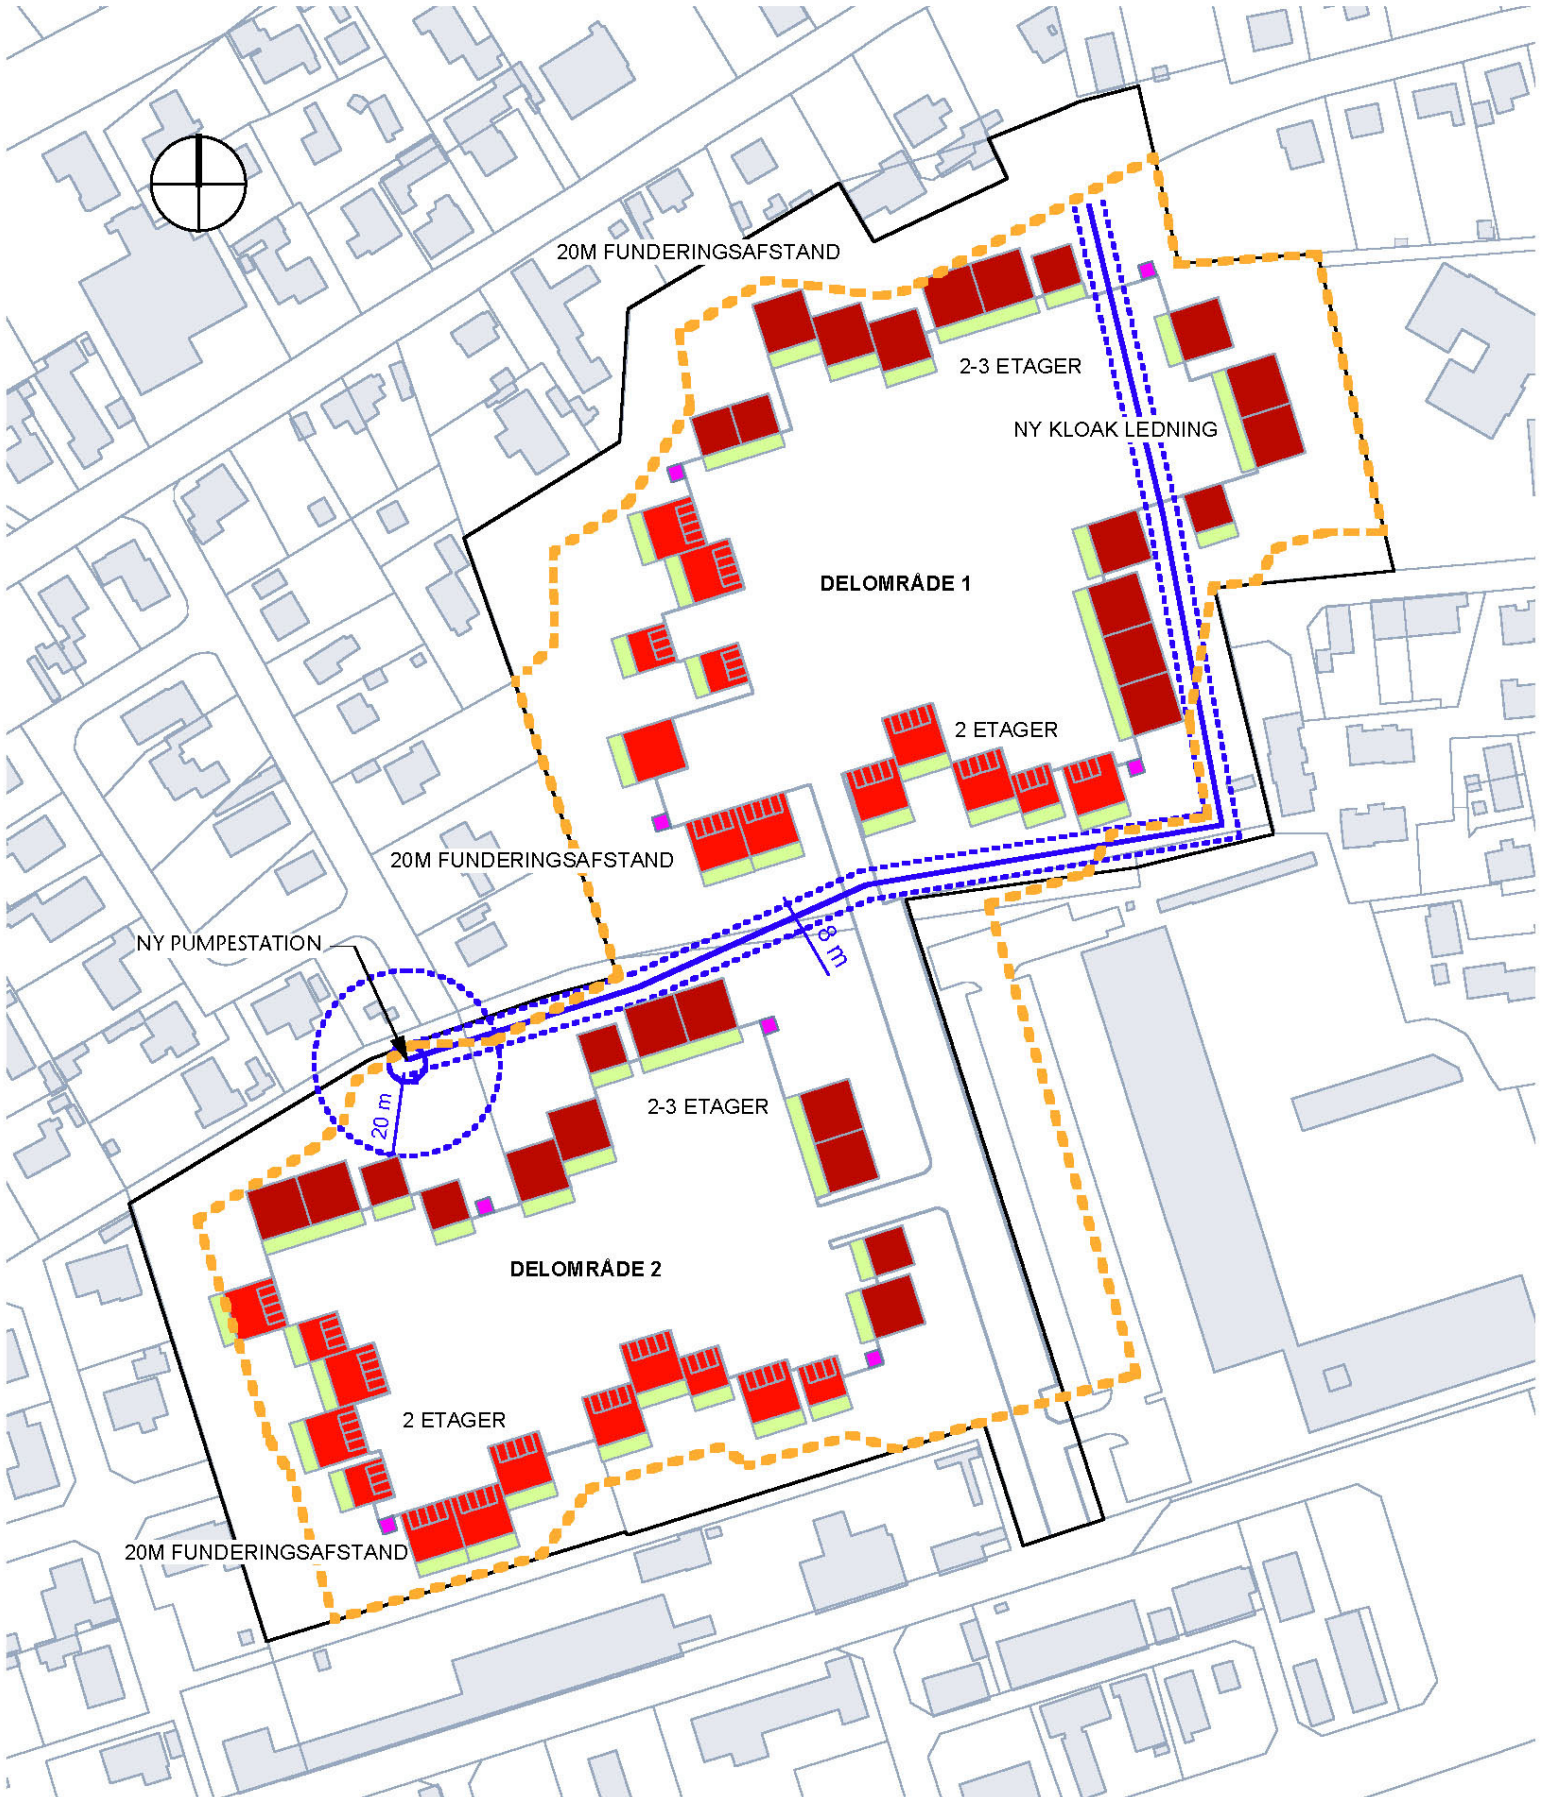 20M FUNDERINGSAFSTAND
2-3 ETAGER
NY KLOAK LEDNING
DELOMRÅDE 1
2 ETAGER
20M FUNDERINGSAFSTAND
8 m
NY PUMPESTATION
20 m
2-3 ETAGER
DELOMRÅDE 2
2 ETAGER
20M FUNDERINGSAFSTAND